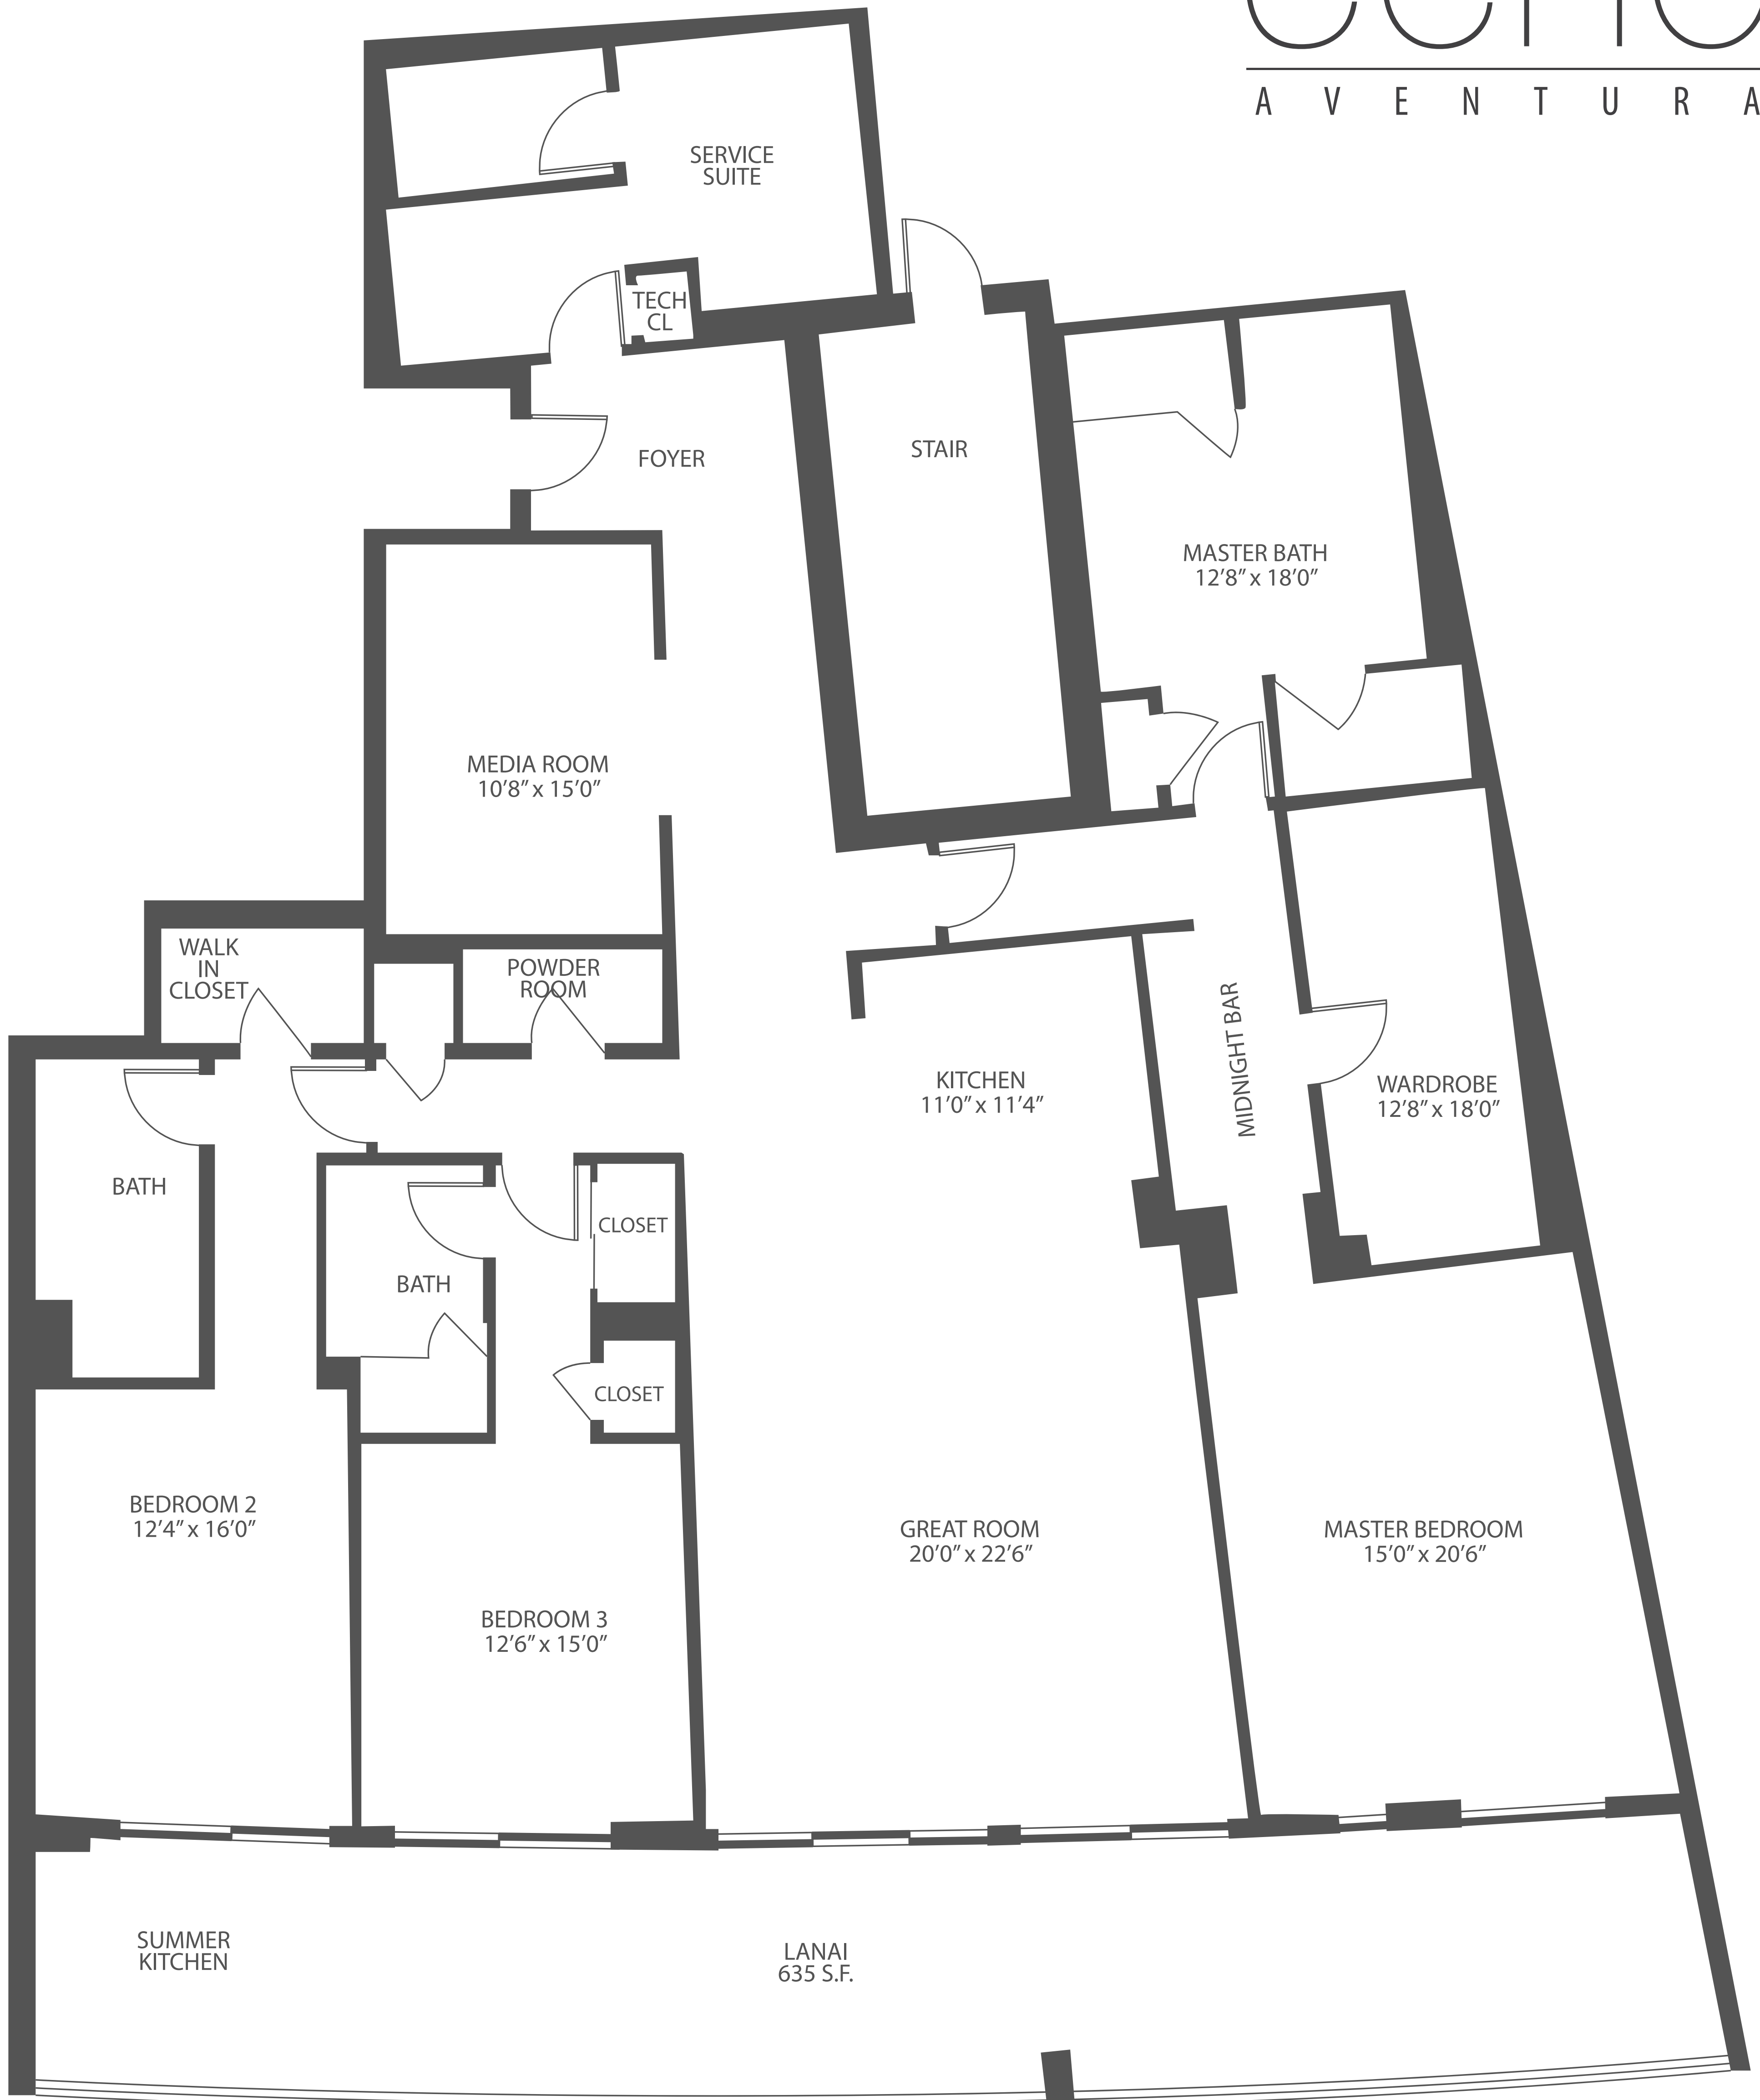 AVENTURA
SERVICE
SUITE
TECH
CL
FOYER
STAIR
MASTER BATH
12'8" x 18'0"
MEDIA ROOM
10'8" x 15'0"
WALK
IN
CLOSET
POWDER
ROOM
KITCHEN
11'0" x 11'4"
MIDNIGHT BAR
WARDROBE
12'8" x 18'0"
BATH
CLOSET
BATH
CLOSET
BEDROOM 2
12'4" x 16'0"
GREAT ROOM
20'0" x 22'6"
MASTER BEDROOM
15'0" x 20'6"
BEDROOM 3
12'6" x 15'0"
SUMMER
KITCHEN
LANAI
635 S.F.